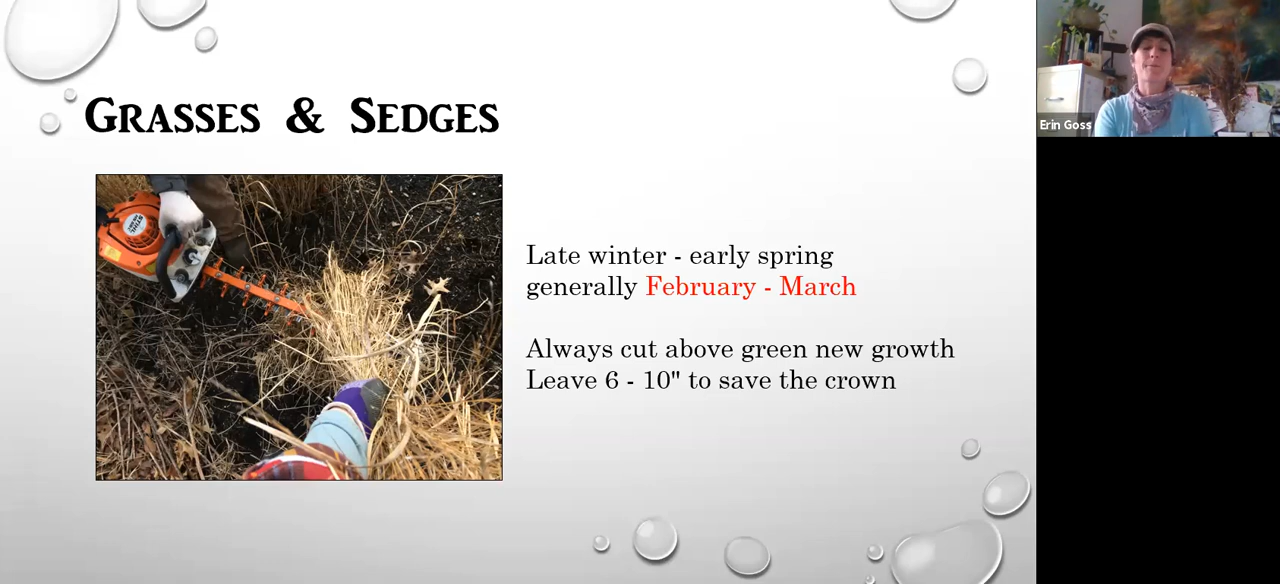 Grasses & Sedges
Late winter - early spring
generally February - March
Always cut above green new growth
Leave 6 - 10" to save the crown
Erin Goss